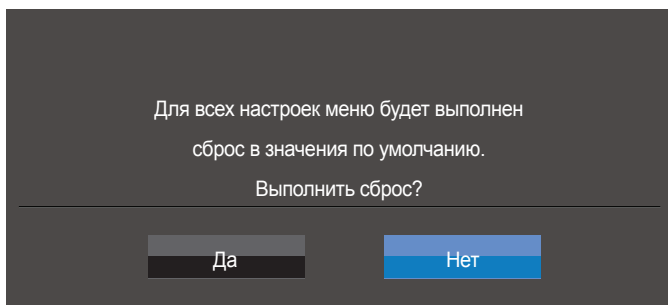 Для всех настроек меню будет выполнен
сброс в значения по умолчанию.
Выполнить сброс?
Да
Нет